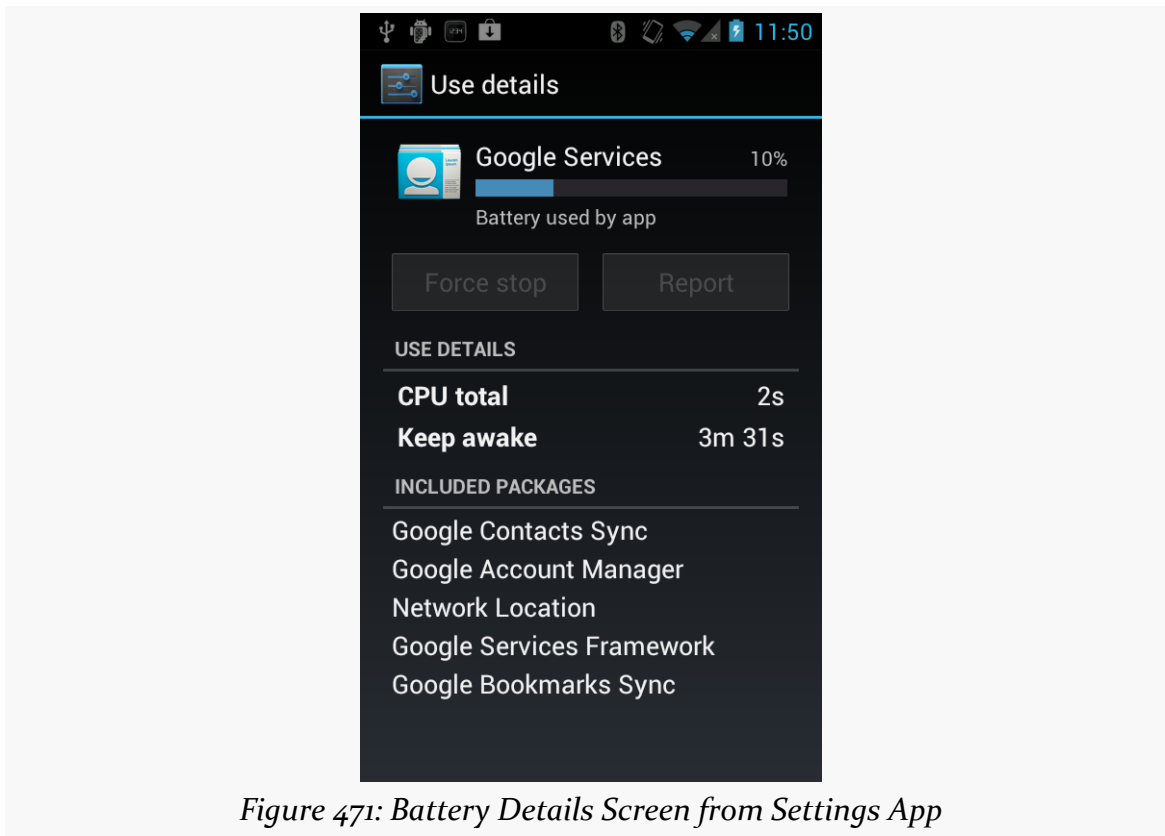 11:50
Use details
Google Services 10%
Battery used by app
Force stop Report
USE DETAILS
CPU total 2s
Keep awake 3m 31s
INCLUDED PACKAGES
Google Contacts Sync
Google Account Manager
Network Location
Google Services Framework
Google Bookmarks Sync
Figure 471: Battery Details Screen from Settings App